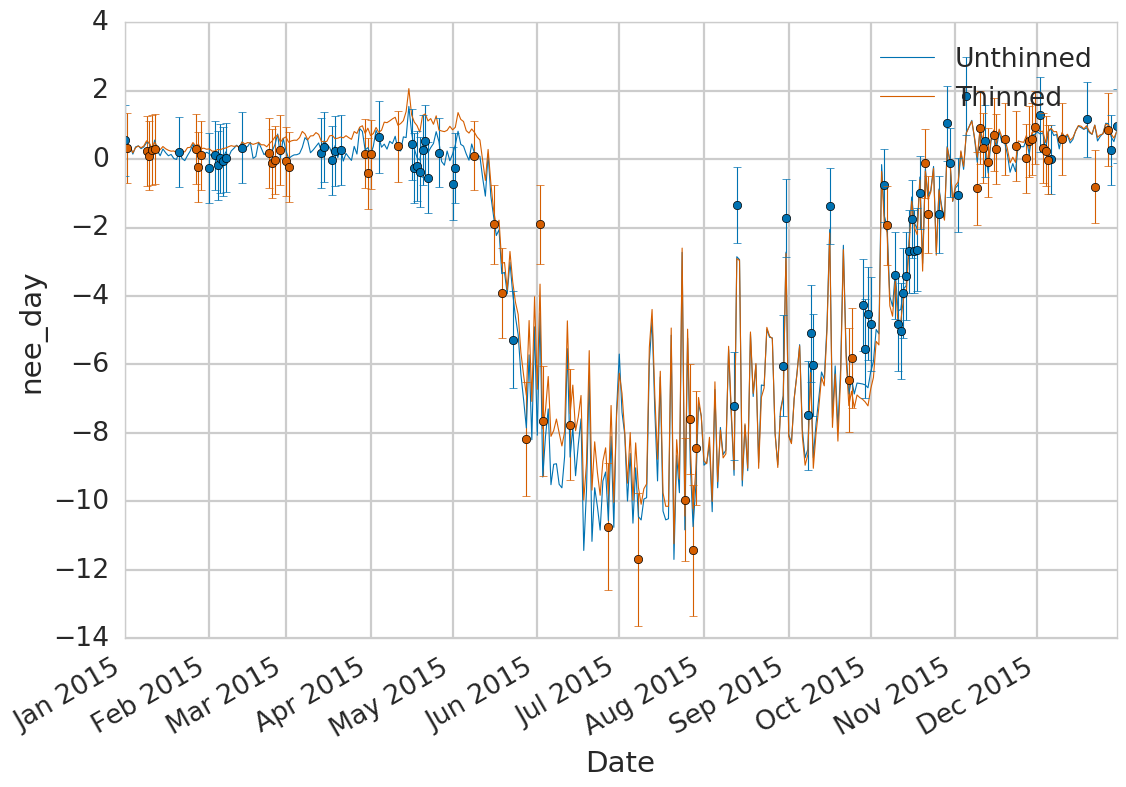 4
2
0
−2
−4
−6
−8
−10
−12
−14
nee_day
Unthinned
Thinned
Jan 2015
Feb 2015
Mar 2015
Apr 2015
May 2015
Jun 2015
Jul 2015
Aug 2015
Sep 2015
Oct 2015
Nov 2015
Dec 2015
Date